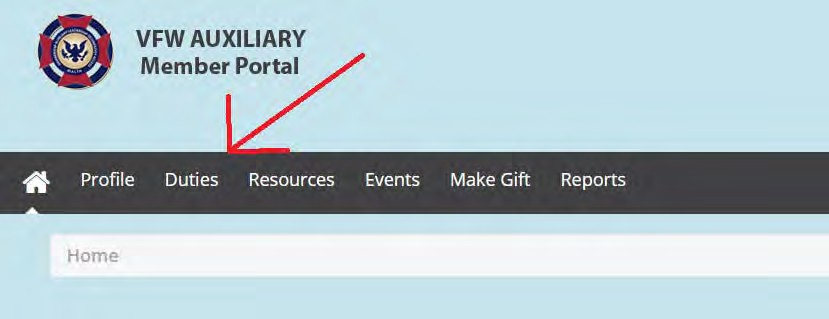 VFW AUXILIARY
Member Portal
Profile Duties Resources Events Make Gift Reports
Home